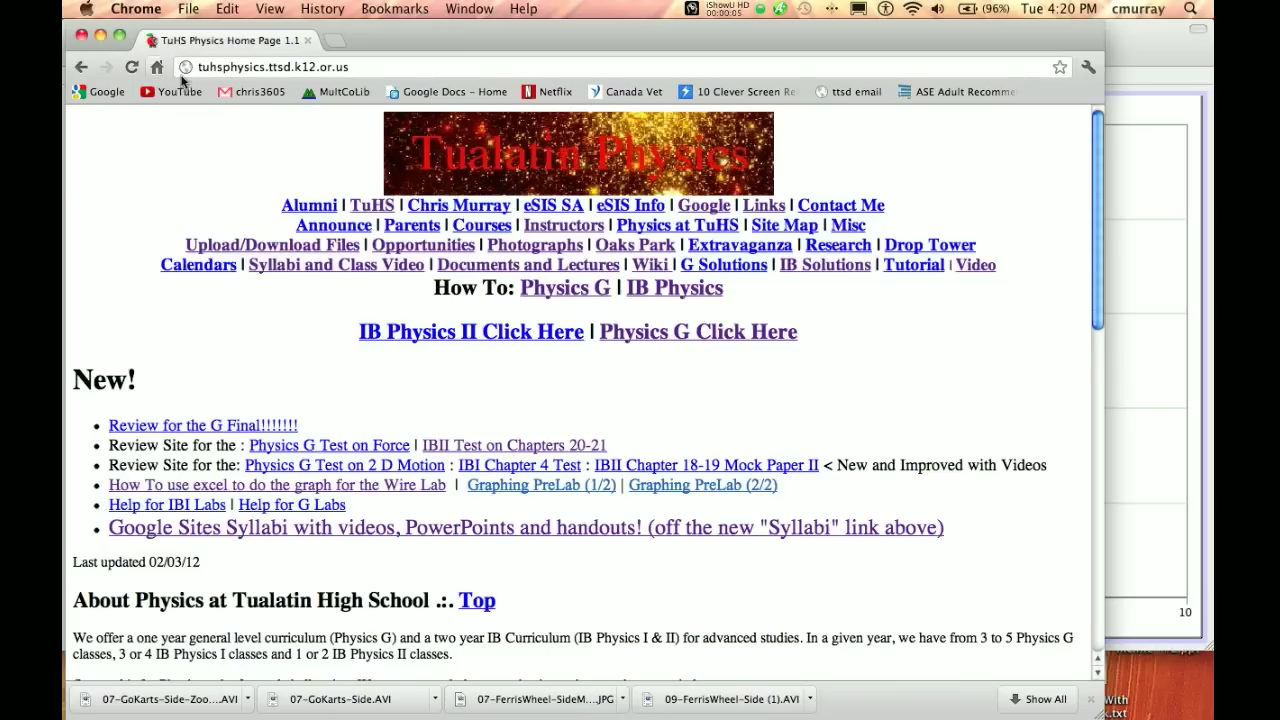 Chrome File Edit View History Bookmarks Window Help iShowU HD 00:00:05 (96%) Tue 4:20 PM cmurray
TuHS Physics Home Page 1.1
tuhsphysics.ttsd.k12.or.us
Google YouTube chris3605 MultCoLib Google Docs - Home Netflix Canada Vet 10 Clever Screen Re ttsd email ASE Adult Recomme
Tualatin Physics
Alumni | TuHS | Chris Murray | eSIS SA | eSIS Info | Google | Links | Contact Me
Announce | Parents | Courses | Instructors | Physics at TuHS | Site Map | Misc
Upload/Download Files | Opportunities | Photographs | Oaks Park | Extravaganza | Research | Drop Tower
Calendars | Syllabi and Class Video | Documents and Lectures | Wiki | G Solutions | IB Solutions | Tutorial | Video
How To: Physics G | IB Physics
IB Physics II Click Here | Physics G Click Here
New!
• Review for the G Final!!!!!!!
• Review Site for the : Physics G Test on Force | IBII Test on Chapters 20-21
• Review Site for the: Physics G Test on 2 D Motion : IBI Chapter 4 Test : IBII Chapter 18-19 Mock Paper II < New and Improved with Videos
• How To use excel to do the graph for the Wire Lab | Graphing PreLab (1/2) | Graphing PreLab (2/2)
• Help for IBI Labs | Help for G Labs
• Google Sites Syllabi with videos, PowerPoints and handouts! (off the new "Syllabi" link above)
Last updated 02/03/12
About Physics at Tualatin High School .:. Top
10
We offer a one year general level curriculum (Physics G) and a two year IB Curriculum (IB Physics I & II) for advanced studies. In a given year, we have from 3 to 5 Physics G
classes, 3 or 4 IB Physics I classes and 1 or 2 IB Physics II classes.
07-GoKarts-Side-Zoo....AVI 07-GoKarts-Side.AVI 07-FerrisWheel-SideM....JPG 09-FerrisWheel-Side (1).AVI Show All
With
.txt